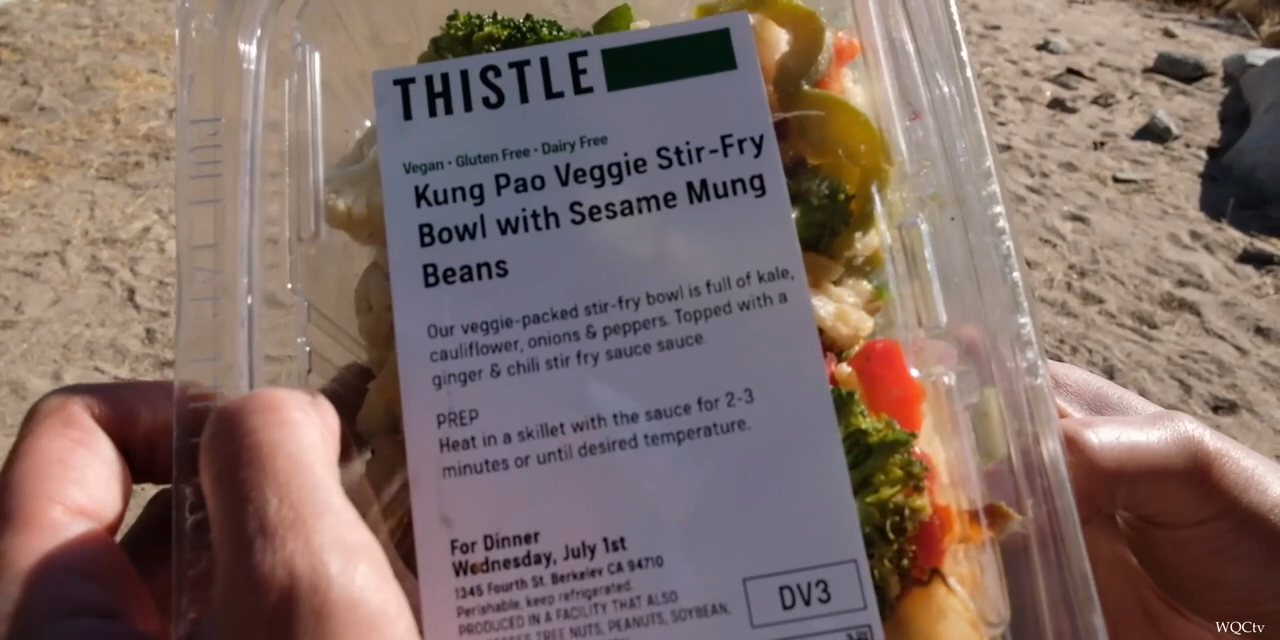 THISTLE
Vegan · Gluten Free · Dairy Free
Kung Pao Veggie Stir-Fry
Bowl with Sesame Mung
Beans
Our veggie-packed stir-fry bowl is full of kale,
cauliflower, onions & peppers. Topped with a
ginger & chili stir fry sauce sauce.
PREP
Heat in a skillet with the sauce for 2-3
minutes or until desired temperature.
For Dinner
Wednesday, July 1st
1345 Fourth St. Berkeley CA 94710
Perishable, keep refrigerated.
PRODUCED IN A FACILITY THAT ALSO
TREE NUTS, PEANUTS, SOYBEAN,
DV3
WQCtv